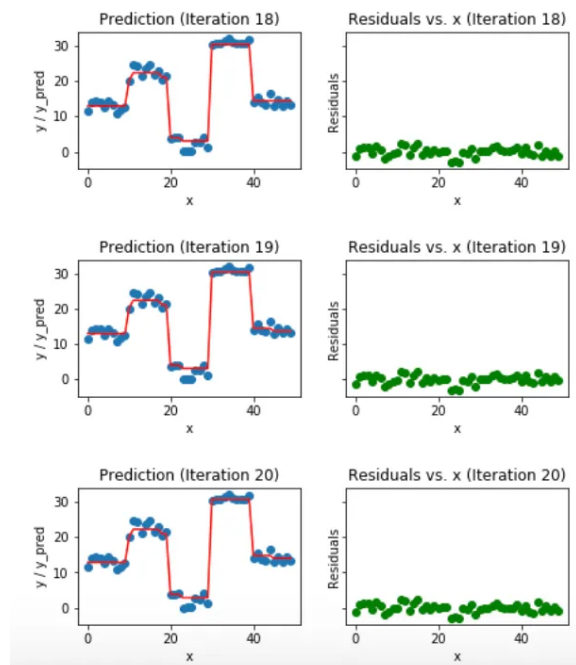 Prediction (Iteration 18)
Residuals vs. x (Iteration 18)
y / y_pred
30
20
10
0
0
20
40
x
Residuals
0
20
40
x
Prediction (Iteration 19)
Residuals vs. x (Iteration 19)
y / y_pred
30
20
10
0
0
20
40
x
Residuals
0
20
40
x
Prediction (Iteration 20)
Residuals vs. x (Iteration 20)
y / y_pred
30
20
10
0
0
20
40
x
Residuals
0
20
40
x